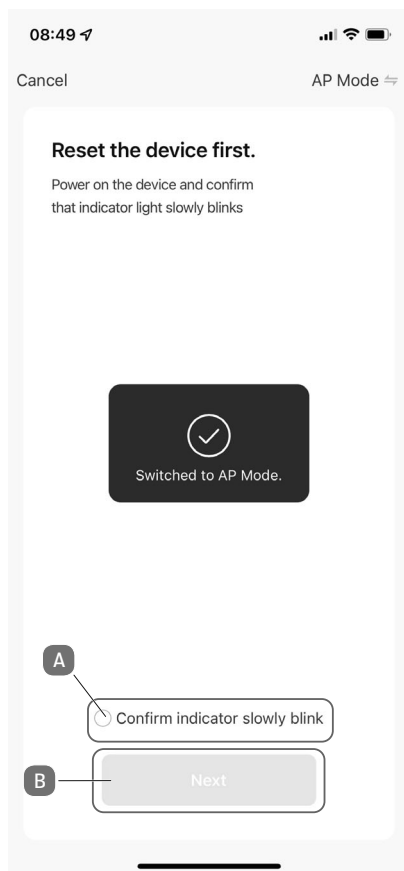 08:49
Cancel
AP Mode
Reset the device first.
Power on the device and confirm
that indicator light slowly blinks
Switched to AP Mode.
A
Confirm indicator slowly blink
B
Next